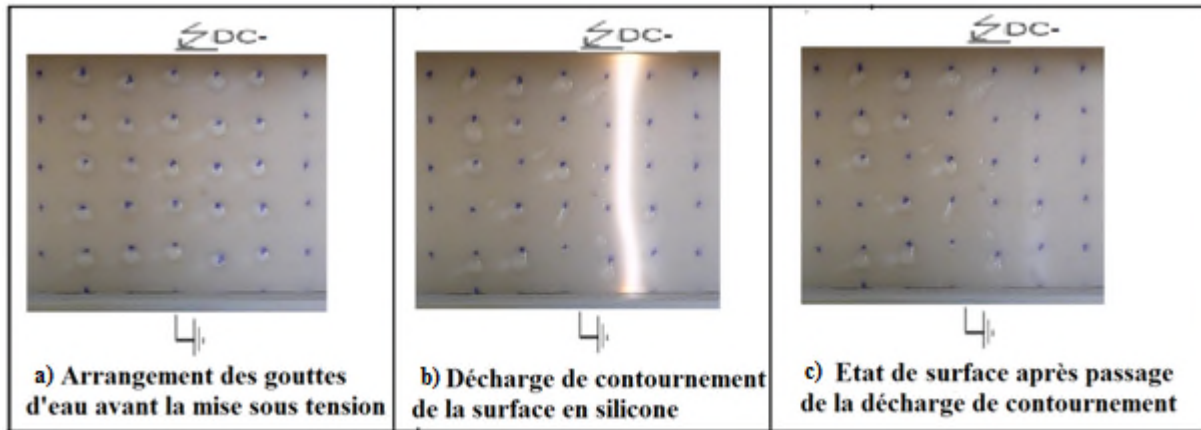 DC-
DC-
DC-
a) Arrangement des gouttes
d'eau avant la mise sous tension
b) Décharge de contournement
de la surface en silicone
c) Etat de surface après passage
de la décharge de contournement